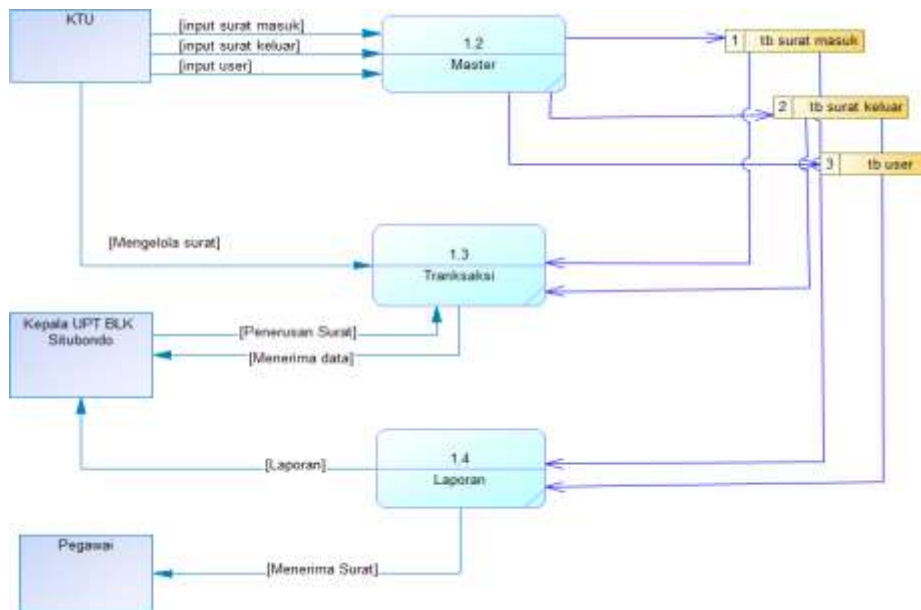 KTU
[input surat masuk]
[input surat keluar]
[input user]
1.2
Master
1 tb surat masuk
2 tb surat keluar
3 tb user
[Mengelola surat]
1.3
Tranksaksi
Kepala UPT BLK
Situbondo
[Penerusan Surat]
[Menerima data]
1.4
Laporan
[Laporan]
Pegawai
[Menerima Surat]